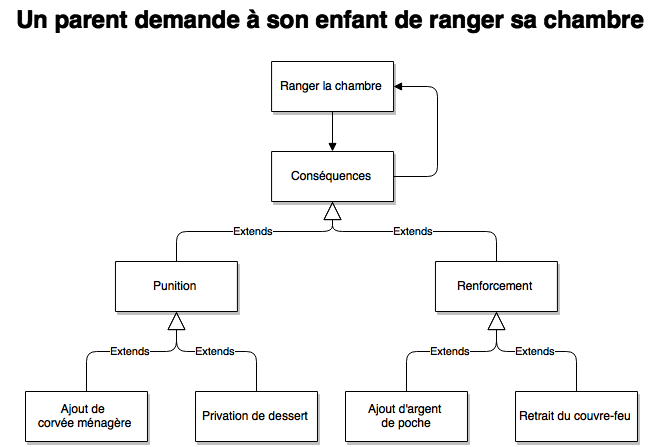 Un parent demande à son enfant de ranger sa chambre
Ranger la chambre
Conséquences
Extends
Extends
Punition
Renforcement
Extends
Extends
Extends
Extends
Ajout de
corvée ménagère
Privation de dessert
Ajout d'argent
de poche
Retrait du couvre-feu